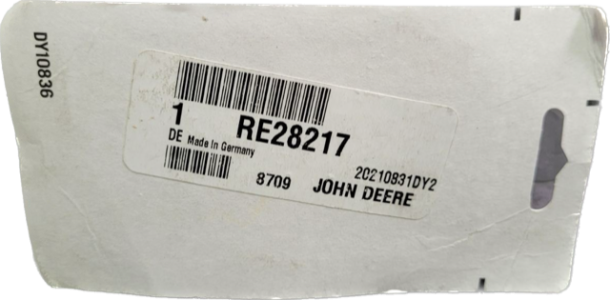 DY10836
1 RE28217
DE Made in Germany
20210831DY2
8709 JOHN DEERE